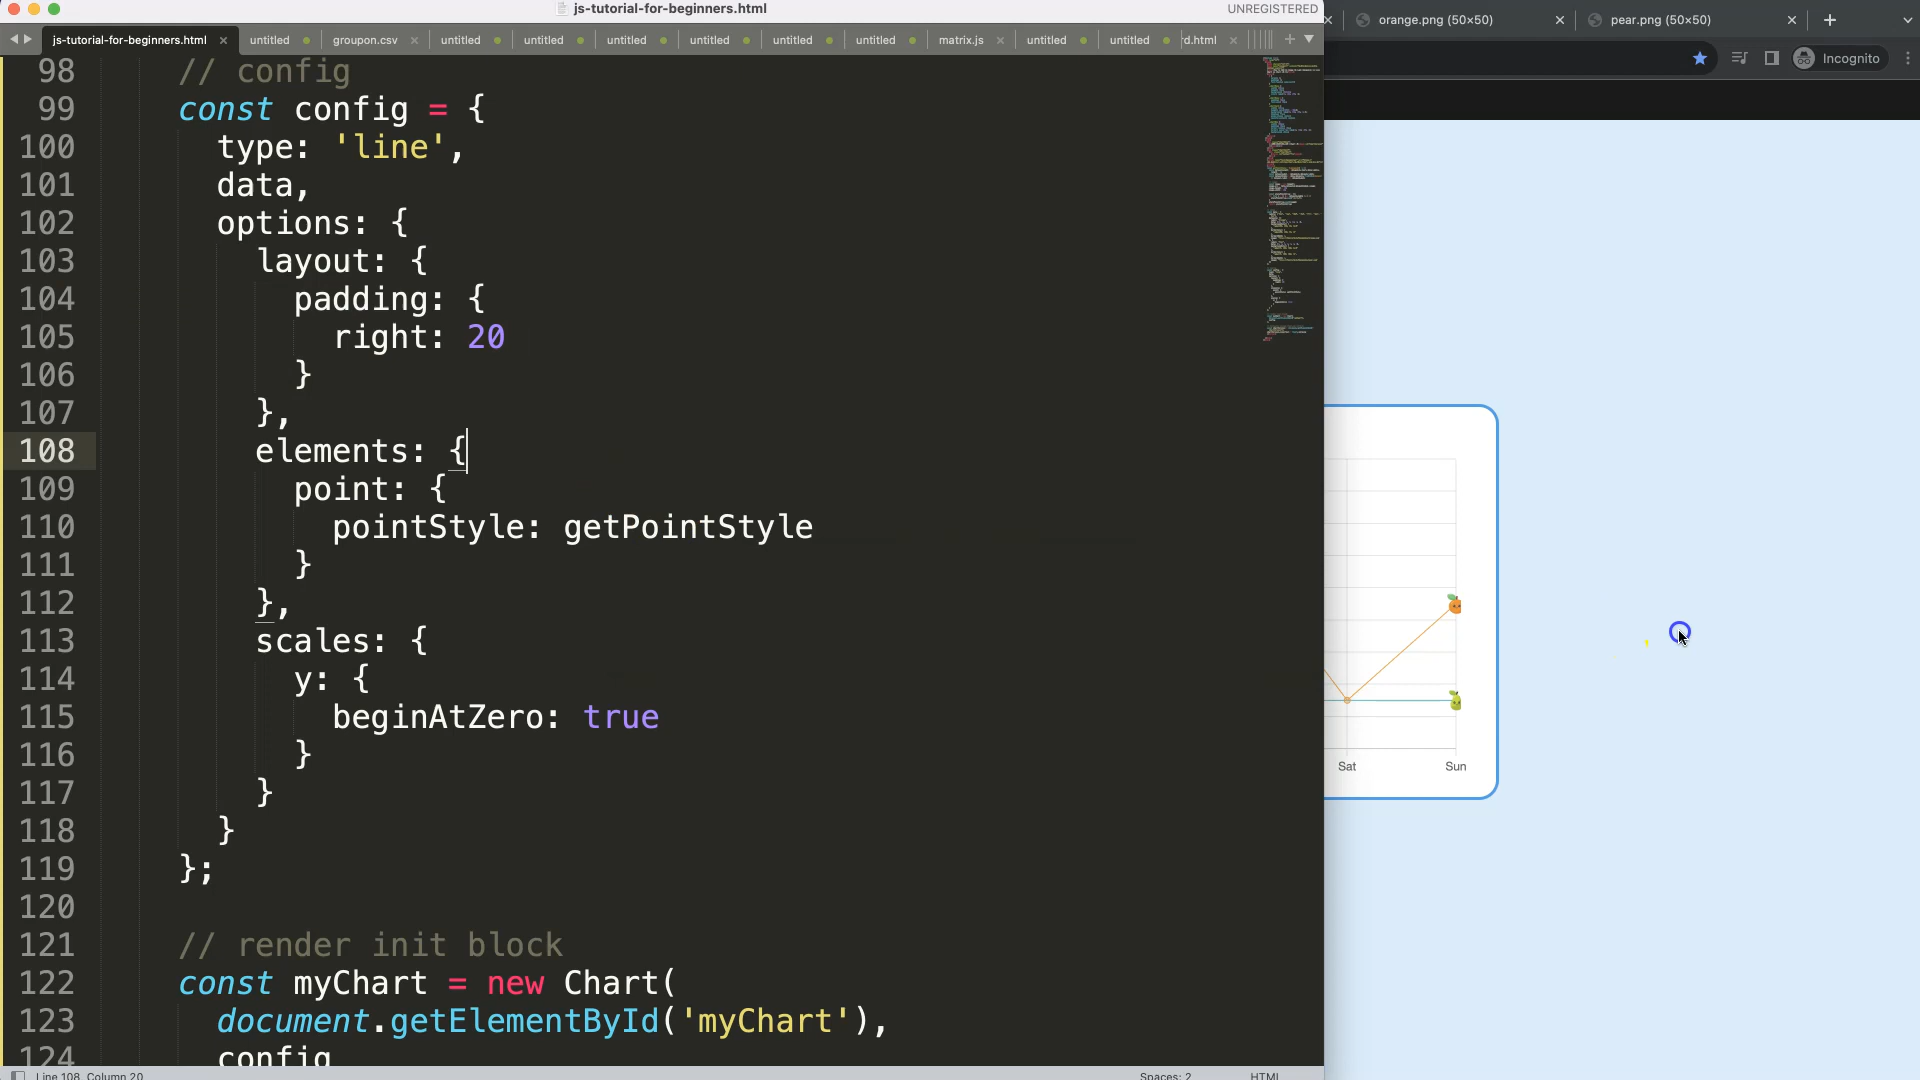 js-tutorial-for-beginners.html
UNREGISTERED
orange.png (50×50)
pear.png (50×50)
js-tutorial-for-beginners.html untitled groupon.csv untitled untitled untitled untitled untitled untitled matrix.js untitled untitled d.html
Incognito
98 // config
99 const config = {
100 type: 'line',
101 data,
102 options: {
103 layout: {
104 padding: {
105 right: 20
106 }
107 },
108 elements: {
109 point: {
110 pointStyle: getPointStyle
111 }
112 },
113 scales: {
114 y: {
115 beginAtZero: true
116 }
117 }
118 }
119 };
120
121 // render init block
122 const myChart = new Chart(
123 document.getElementById('myChart'),
124 config
Sat
Sun
Line 108, Column 20
Spaces: 2
HTML